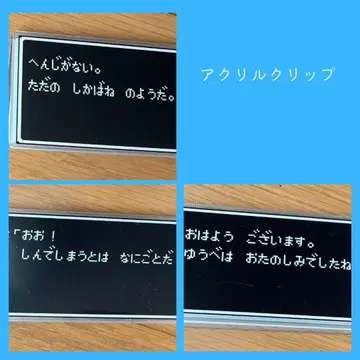 へんじがない。
ただの しかばね のようだ。
アクリルクリップ
「おお！
しんでしまうとは なにごとだ
おはよう ございます。
ゆうべは おたのしみでしたね